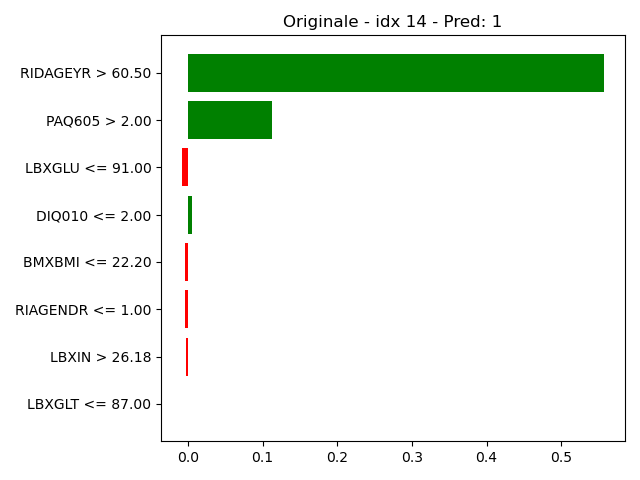 Originale - idx 14 - Pred: 1
RIDAGEYR > 60.50
PAQ605 > 2.00
LBXGLU <= 91.00
DIQ010 <= 2.00
BMXBMI <= 22.20
RIAGENDR <= 1.00
LBXIN > 26.18
LBXGLT <= 87.00
0.0 0.1 0.2 0.3 0.4 0.5